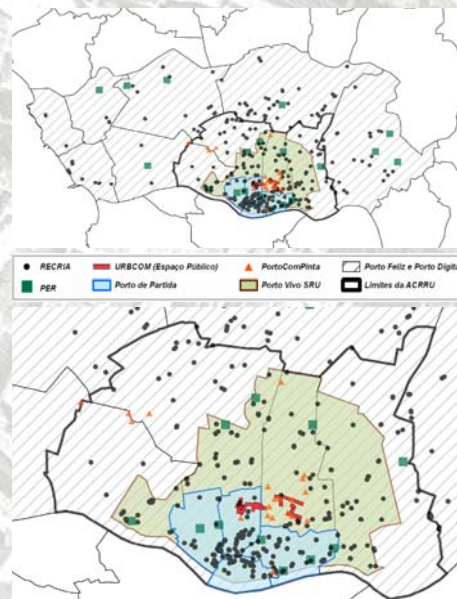 RECRIA URBCOM (Espaço Público) PortoComPinta Porto Feliz e Porto Digital
PER Porto de Partida Porto Vivo SRU Limites da ACRRU